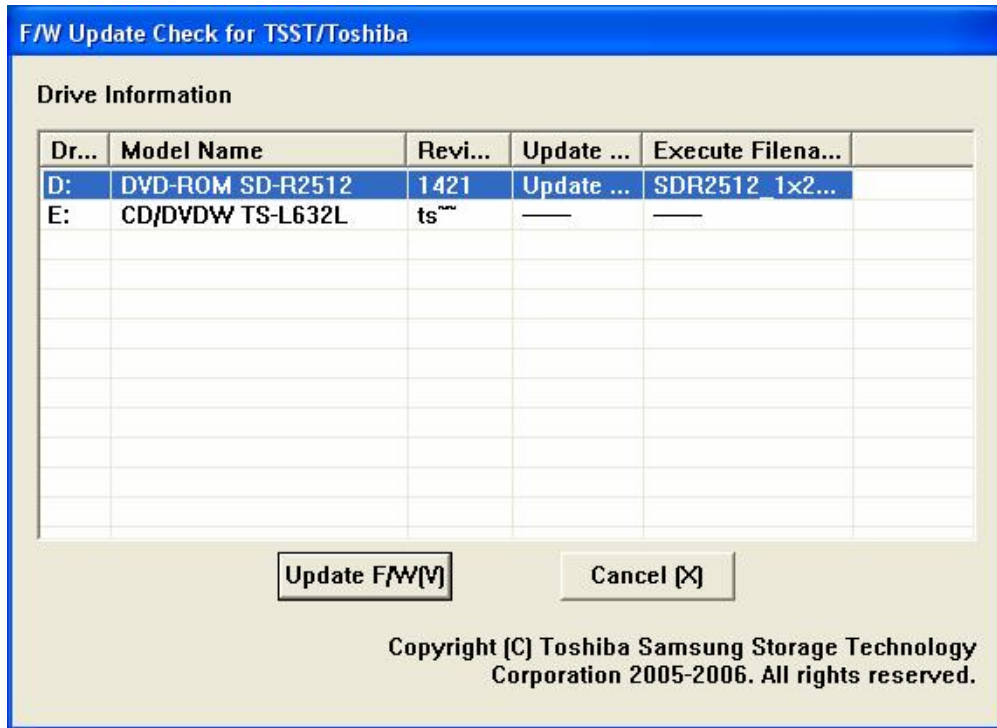 F/W Update Check for TSST/Toshiba
Drive Information
Dr... Model Name Revi... Update ... Execute Filena...
D: DVD-ROM SD-R2512 1421 Update ... SDR2512_1x2...
E: CD/DVDW TS-L632L ts~~ —— ——
Update F/W(V) Cancel (X)
Copyright (C) Toshiba Samsung Storage Technology
Corporation 2005-2006. All rights reserved.